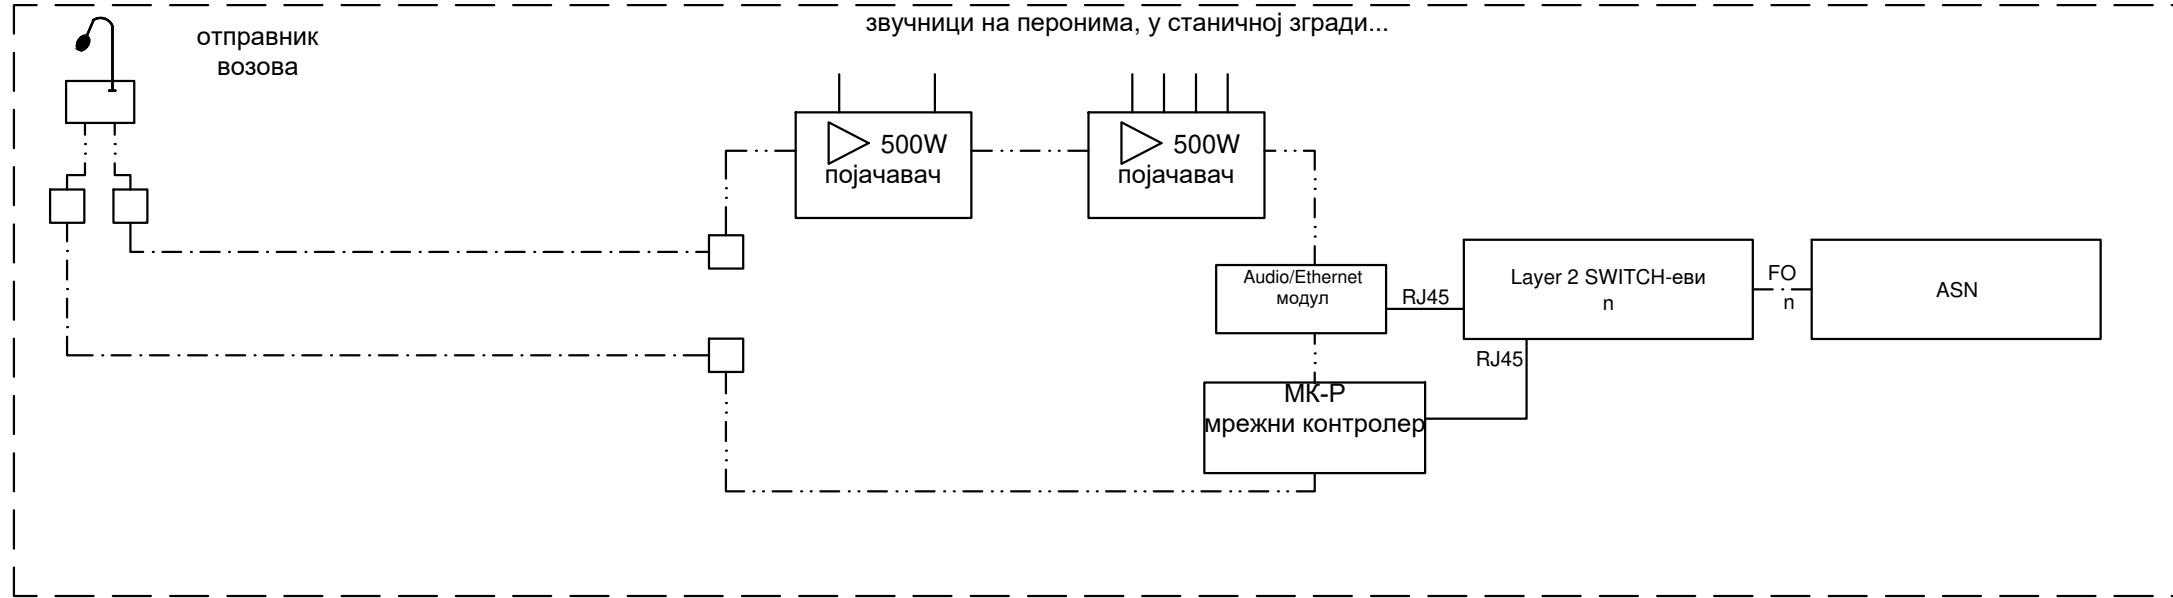 звучници на перонима, у станичној згради...
отправник
возова
500W
појачавач
500W
појачавач
Audio/Ethernet
модул
RJ45
Layer 2 SWITCH-еви
n
FO
n
ASN
RJ45
МК-Р
мрежни контролер